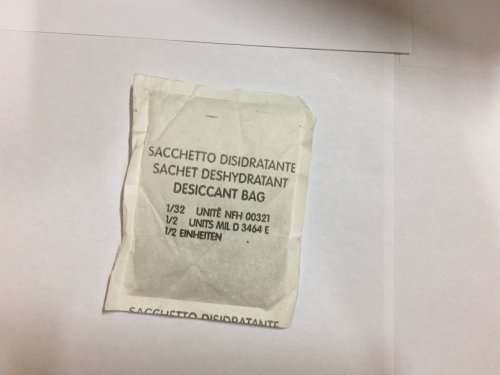 SACCHETTO DISIDRATANTE
SACHET DESHYDRATANT
DESICCANT BAG
1/32 UNITÈ NFH 00321
1/2 UNITS MIL D 3464 E
1/2 EINHEITEN
SACCHETTO DISIDRATANTE